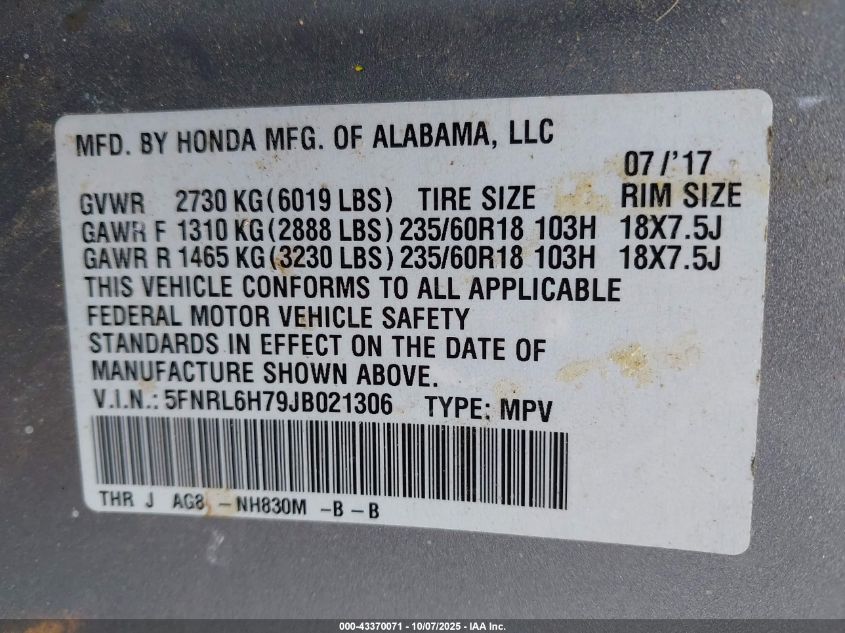 MFD. BY HONDA MFG. OF ALABAMA, LLC
07/'17
GVWR 2730 KG(6019 LBS) TIRE SIZE RIM SIZE
GAWR F 1310 KG(2888 LBS) 235/60R18 103H 18X7.5J
GAWR R 1465 KG(3230 LBS) 235/60R18 103H 18X7.5J
THIS VEHICLE CONFORMS TO ALL APPLICABLE
FEDERAL MOTOR VEHICLE SAFETY
STANDARDS IN EFFECT ON THE DATE OF
MANUFACTURE SHOWN ABOVE.
V.I.N.: 5FNRL6H79JB021306 TYPE: MPV
THR J AG8 -NH830M -B-B
000-43370071 - 10/07/2025 - IAA Inc.